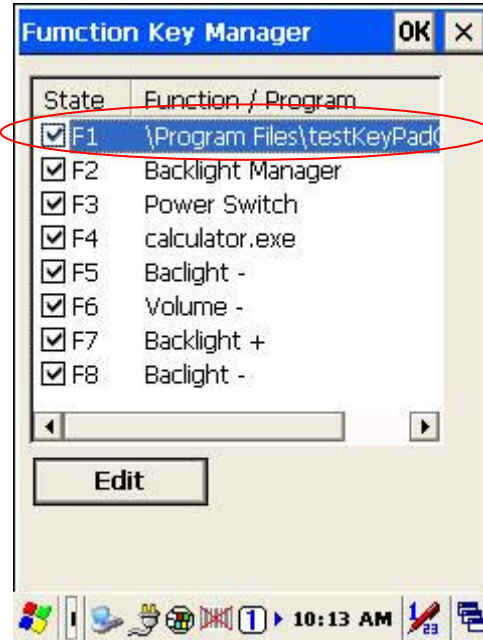 Fumction Key Manager OK ×
State Function / Program
F1 \Program Files\testKeyPadC
F2 Backlight Manager
F3 Power Switch
F4 calculator.exe
F5 Baclight -
F6 Volume -
F7 Backlight +
F8 Baclight -
Edit
1 10:13 AM